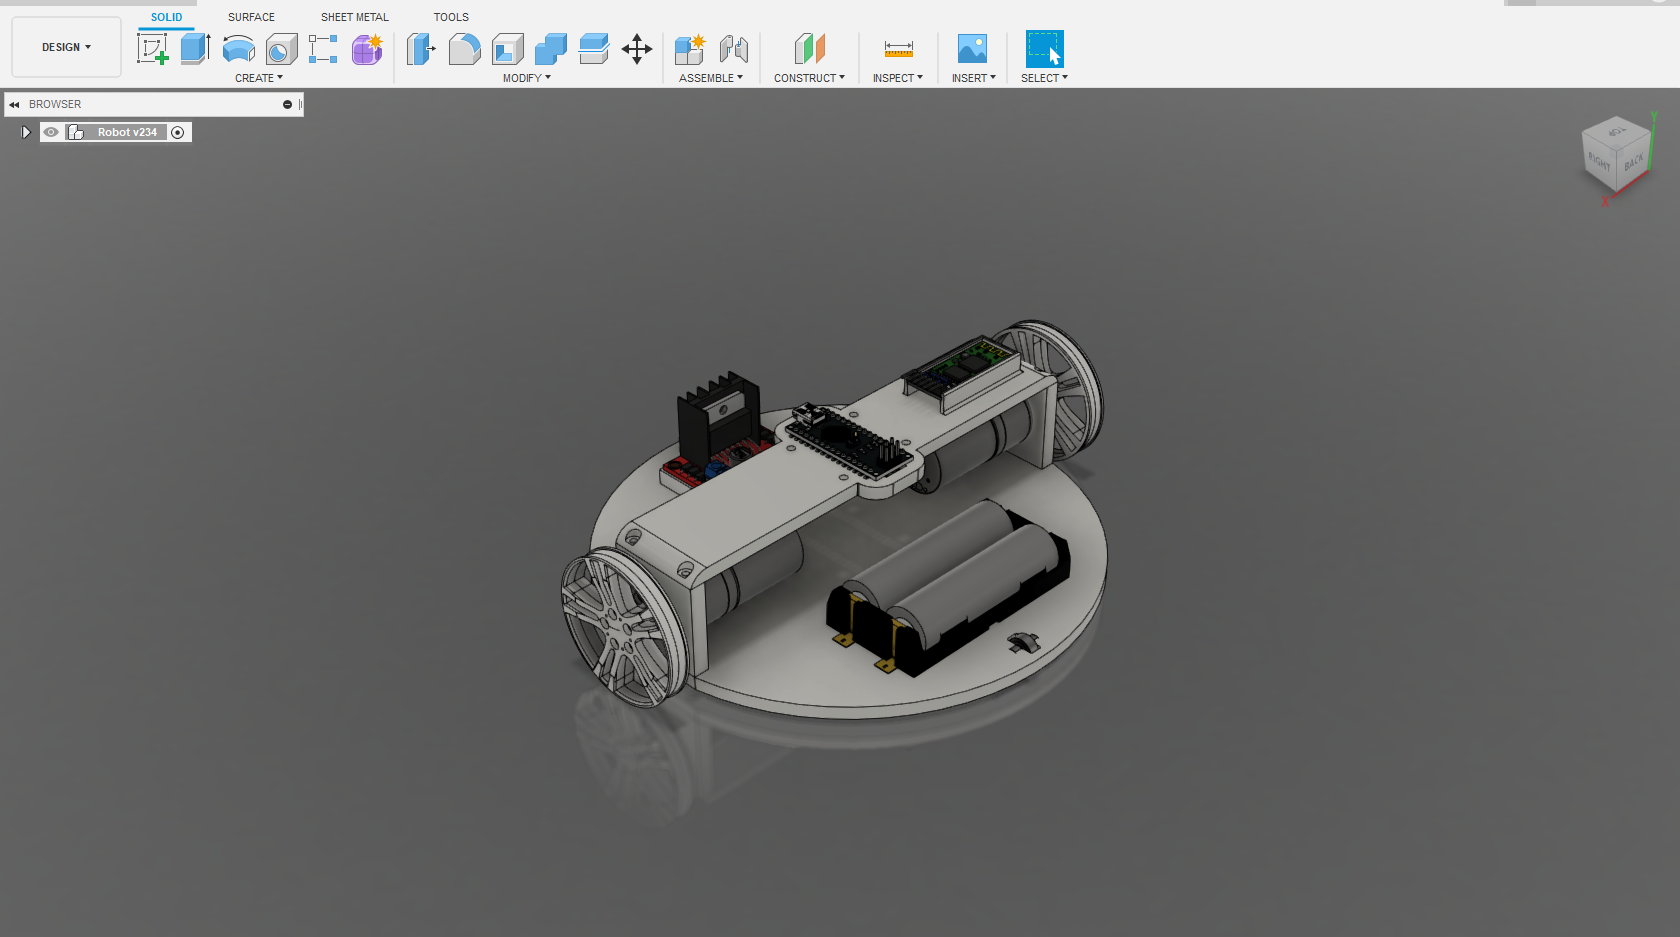 SOLID SURFACE SHEET METAL TOOLS
DESIGN
CREATE MODIFY ASSEMBLE CONSTRUCT INSPECT INSERT SELECT
BROWSER
Robot v234
Y
TOP
RIGHT BACK
X